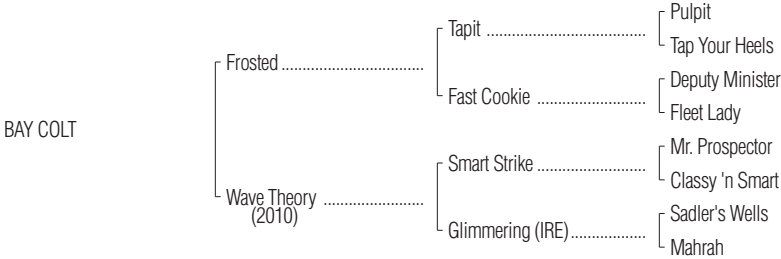 Pulpit
Tapit ..................................
Tap Your Heels
Frosted ..............................
Deputy Minister
Fast Cookie .......................
Fleet Lady
BAY COLT
Mr. Prospector
Smart Strike .......................
Classy 'n Smart
Wave Theory .....................
(2010)
Sadler's Wells
Glimmering (IRE)................
Mahrah